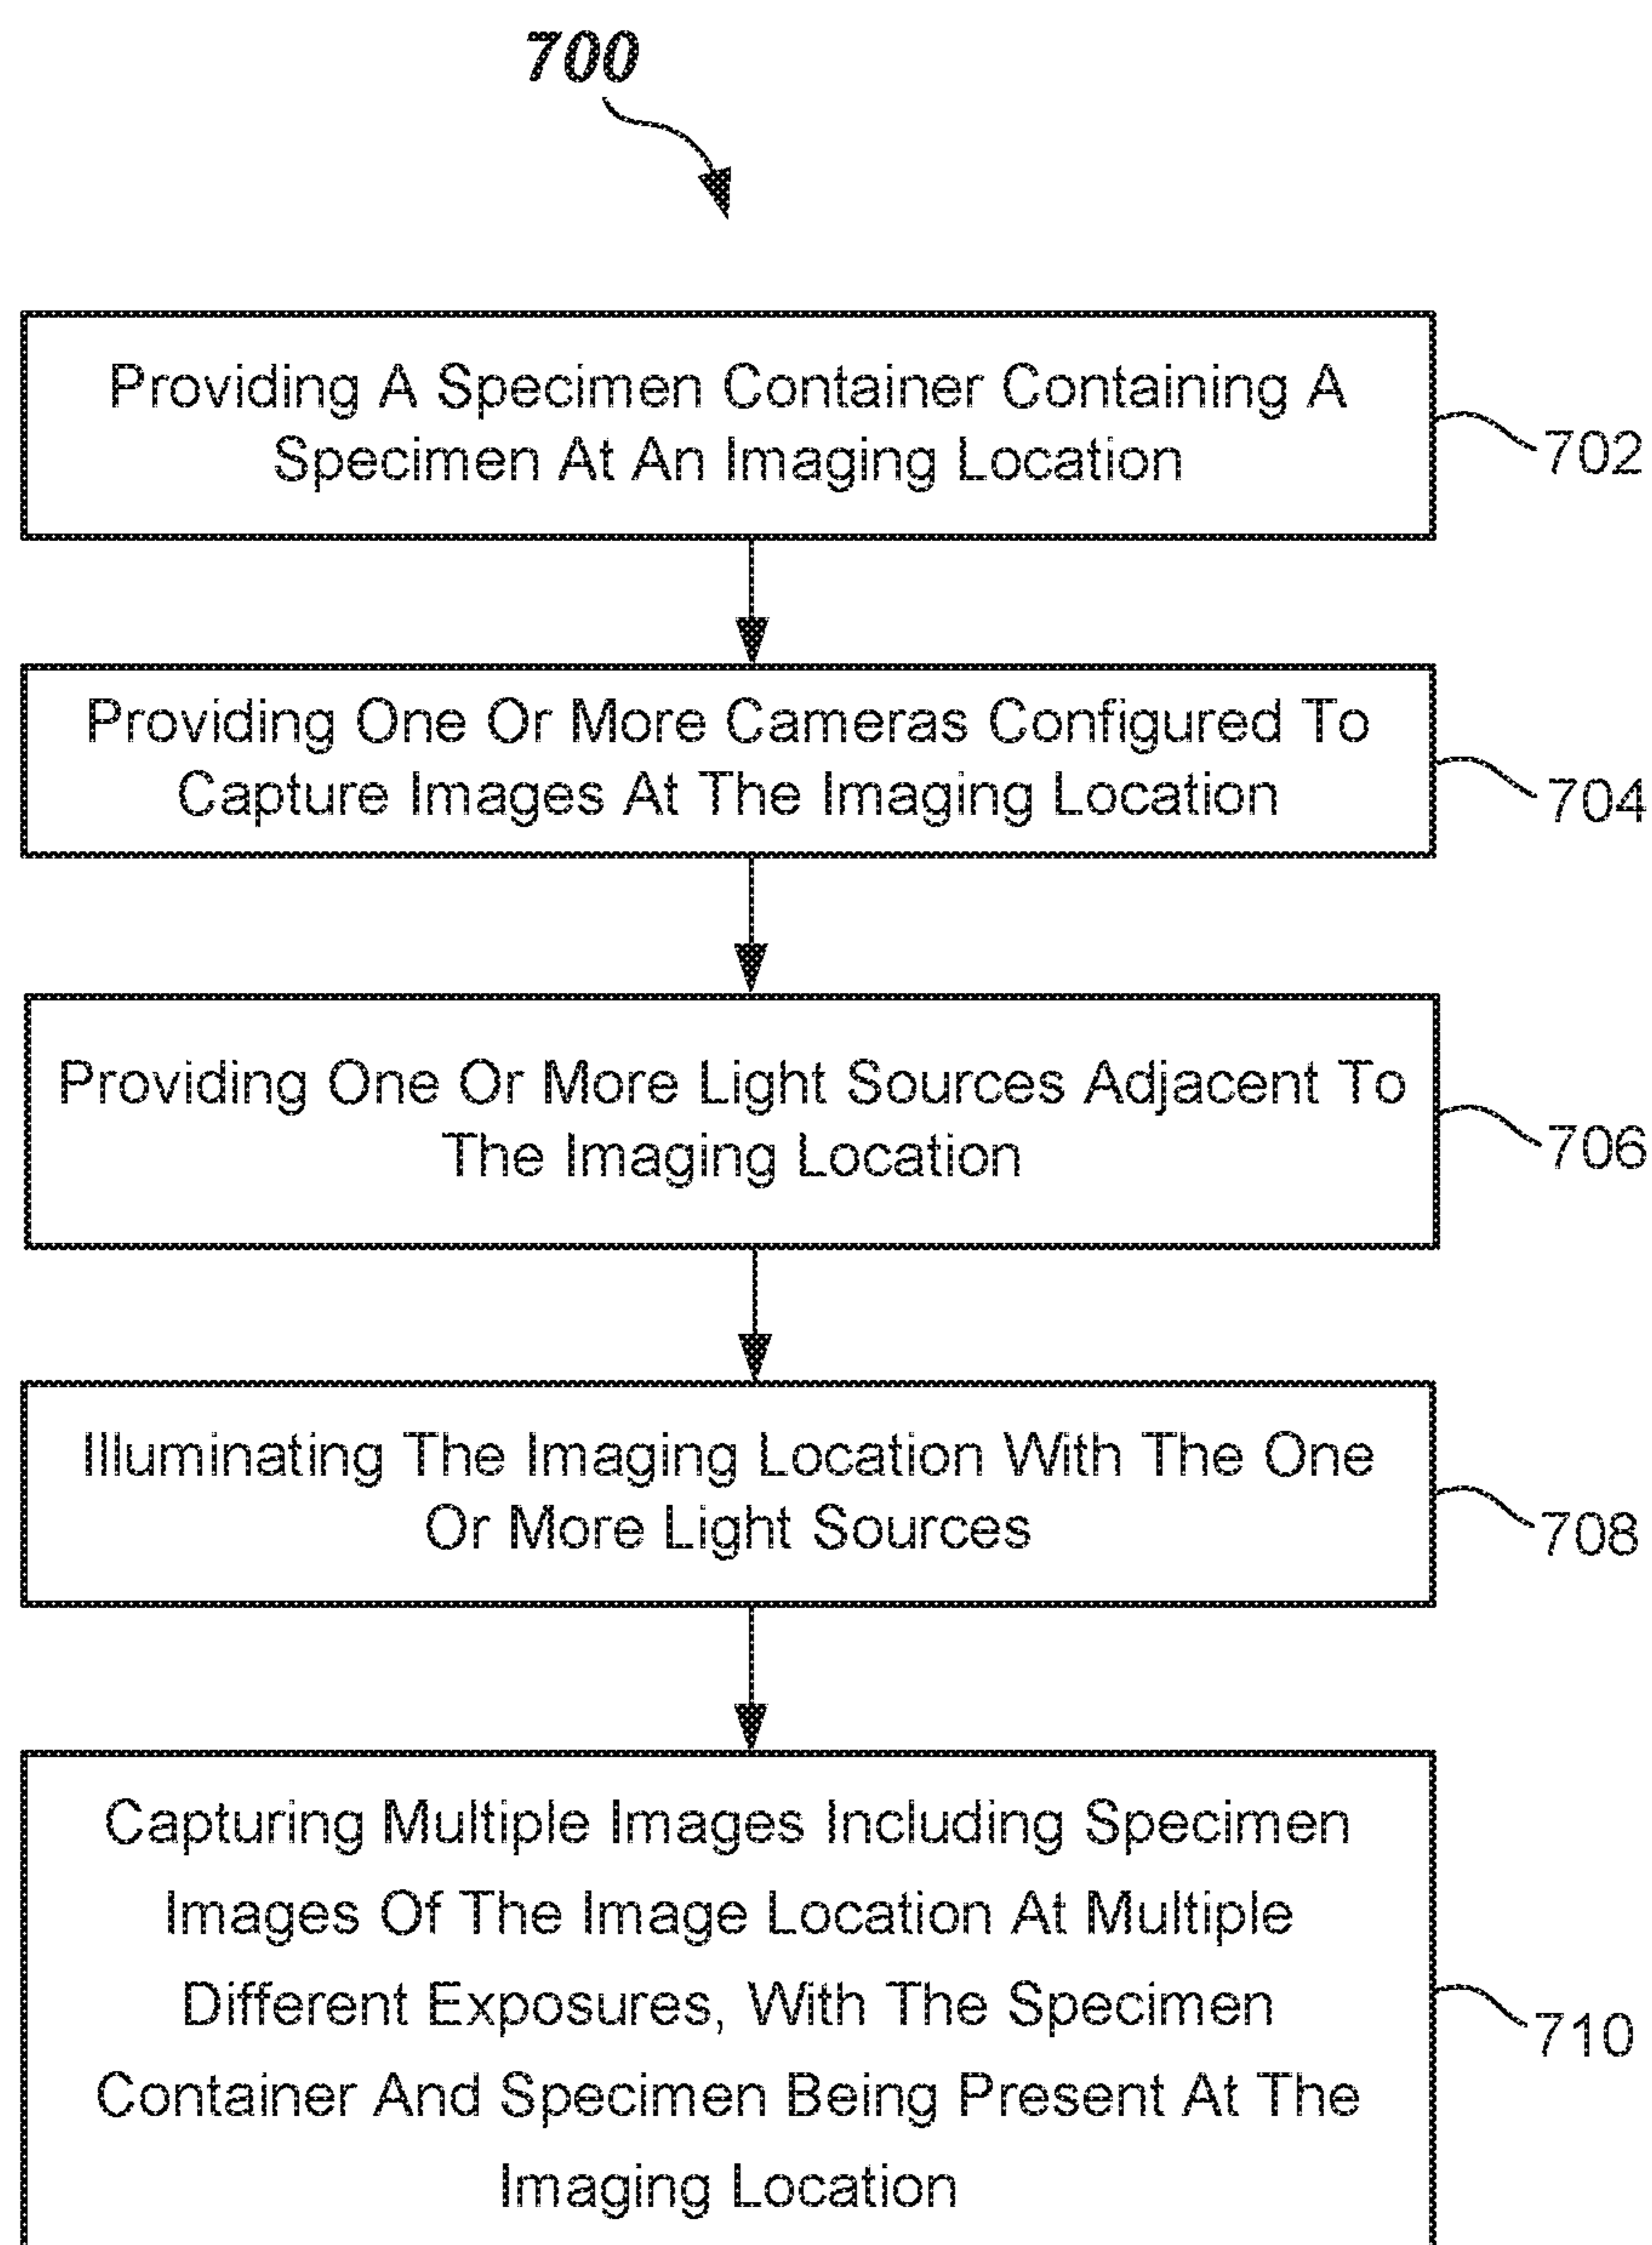 700
Providing A Specimen Container Containing A
Specimen At An Imaging Location
702
Providing One Or More Cameras Configured To
Capture Images At The Imaging Location
704
Providing One Or More Light Sources Adjacent To
The Imaging Location
706
Illuminating The Imaging Location With The One
Or More Light Sources
708
Capturing Multiple Images Including Specimen
Images Of The Image Location At Multiple
Different Exposures, With The Specimen
Container And Specimen Being Present At The
Imaging Location
710